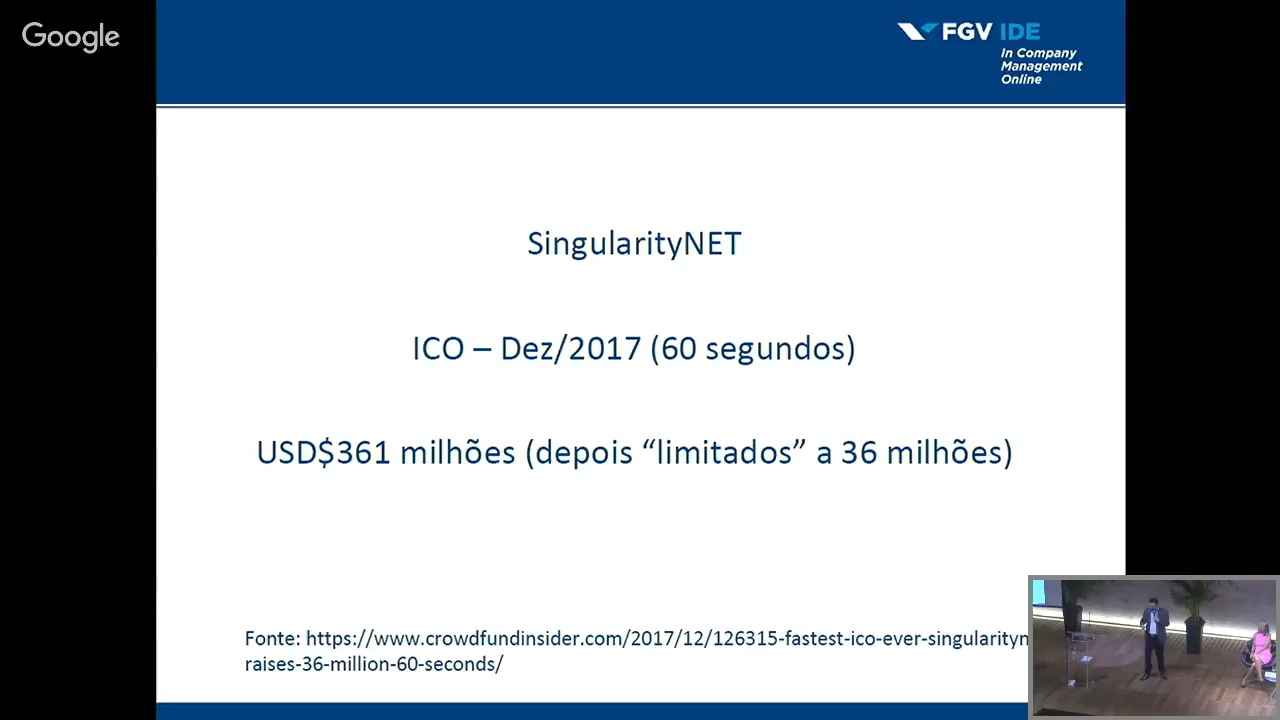 Google
FGV IDE
In Company
Management
Online
SingularityNET
ICO – Dez/2017 (60 segundos)
USD$361 milhões (depois “limitados” a 36 milhões)
Fonte: https://www.crowdfundinsider.com/2017/12/126315-fastest-ico-ever-singularityn
raises-36-million-60-seconds/